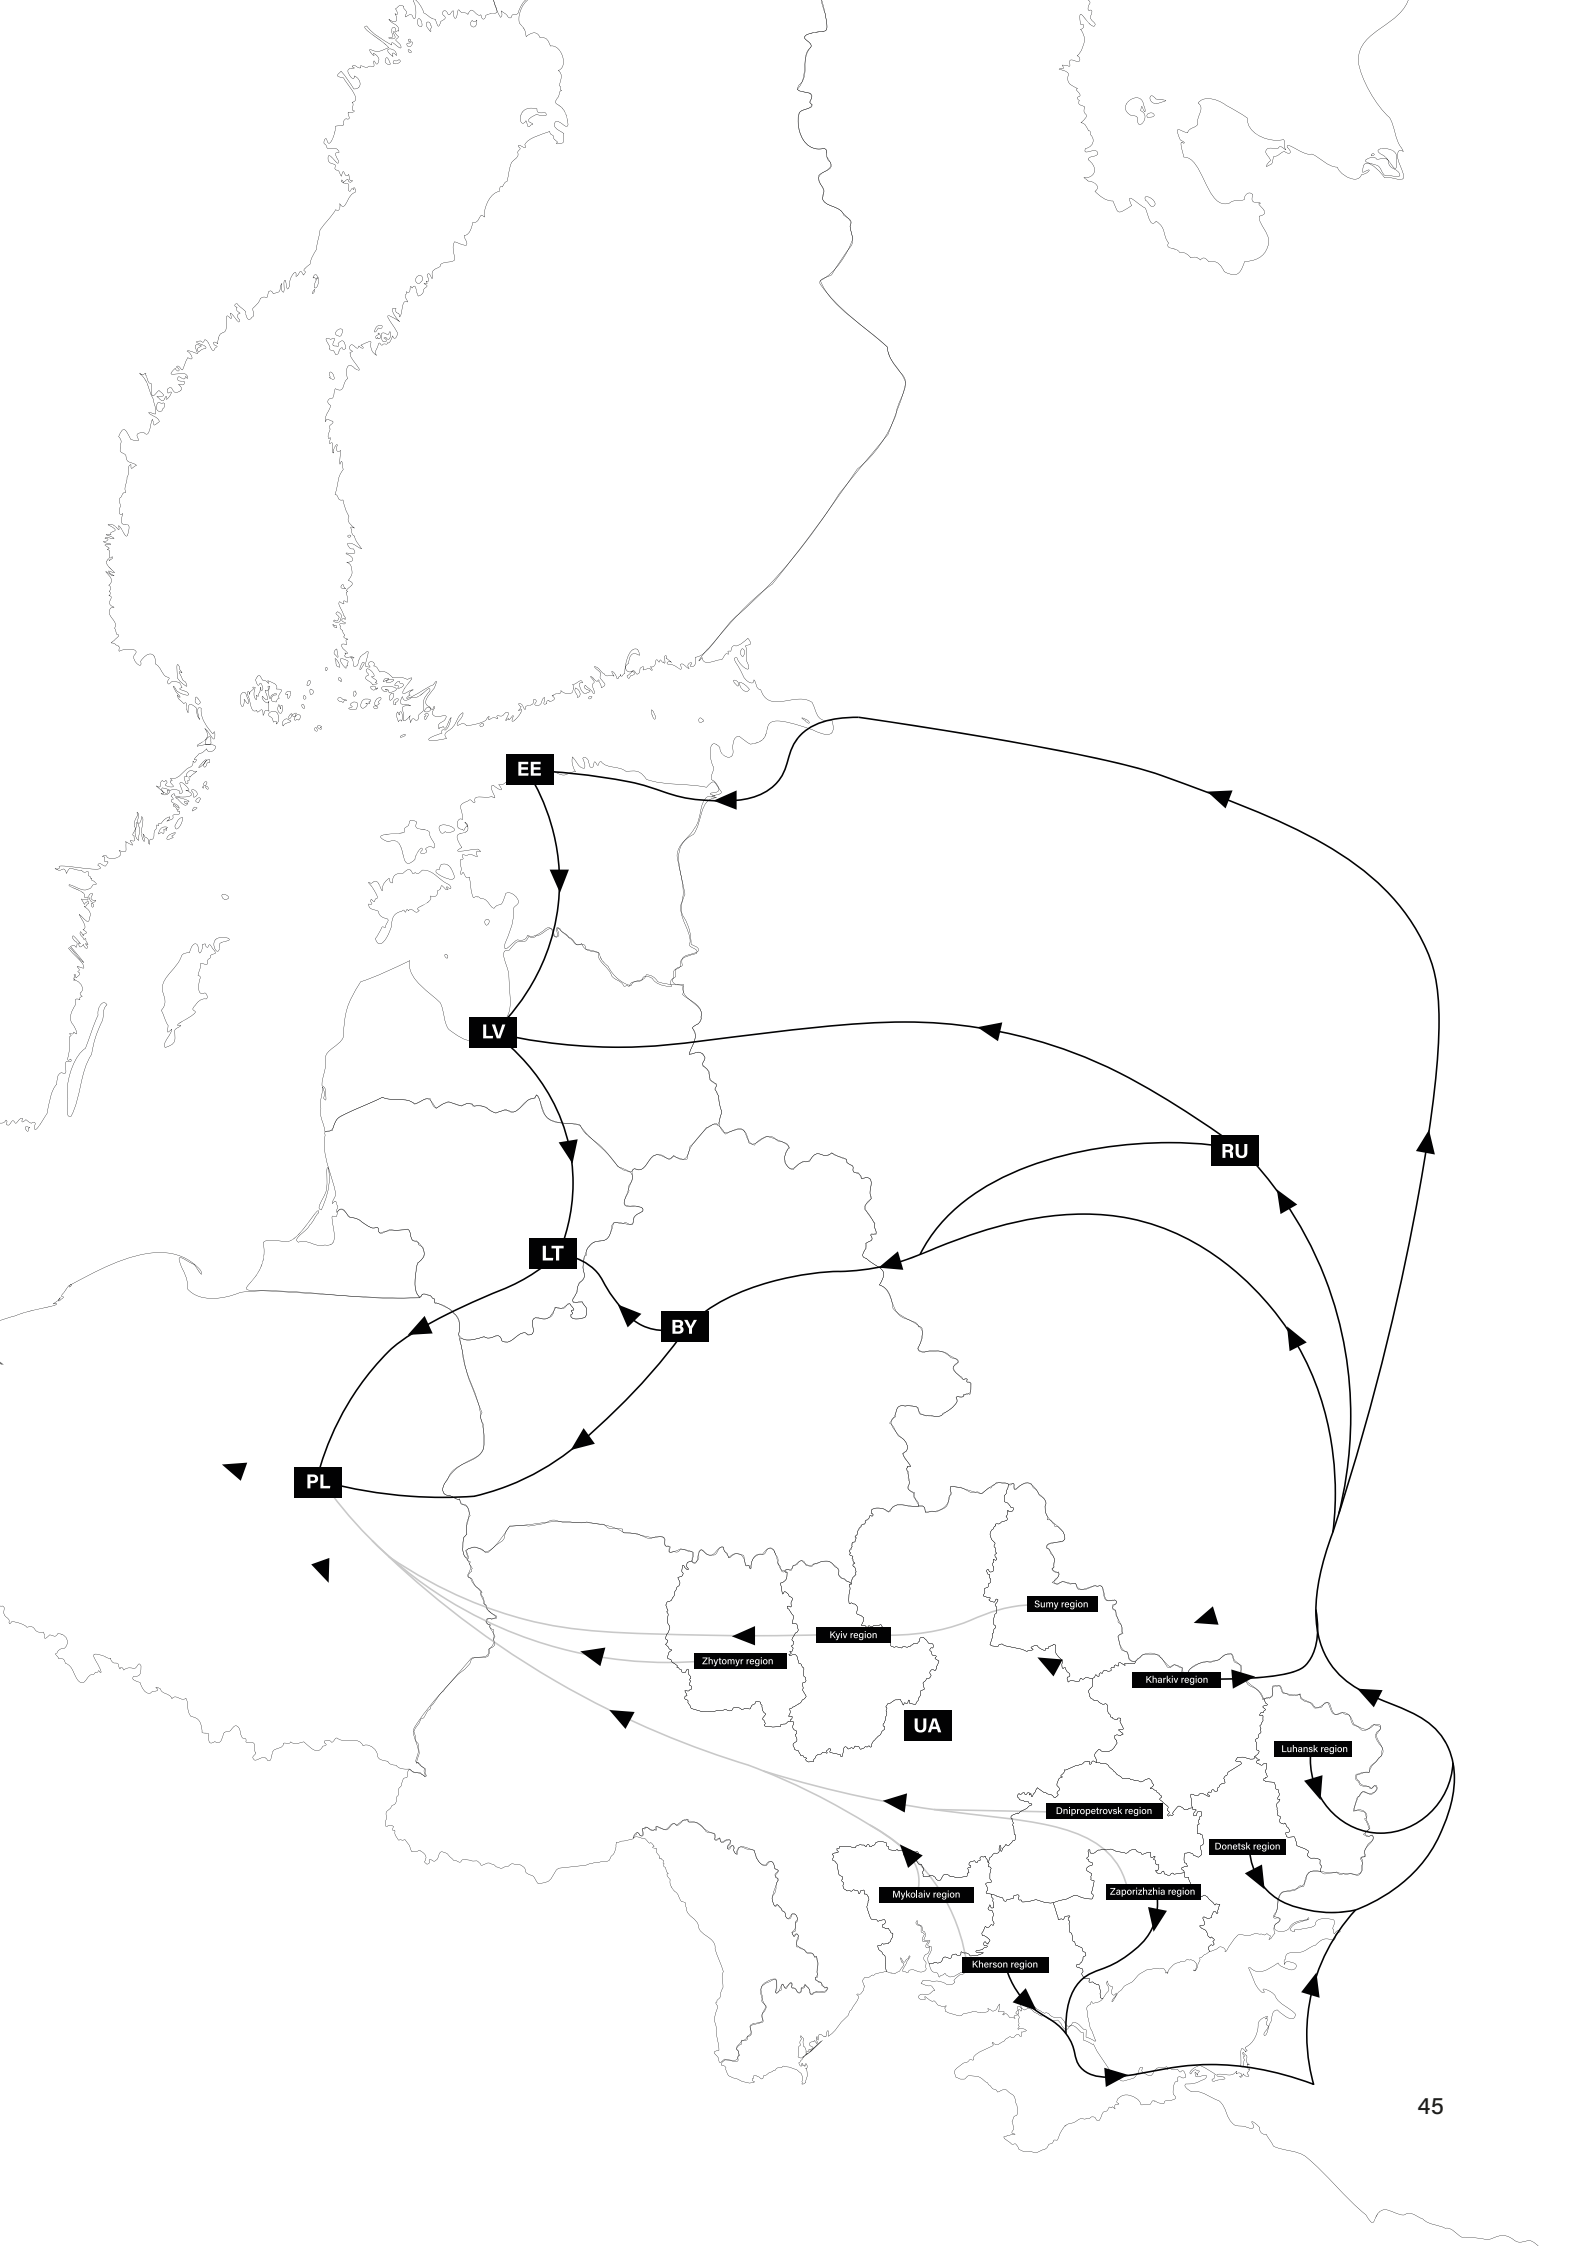 EE
LV
RU
LT
BY
PL
Sumy region
Kyiv region
Zhytomyr region
Kharkiv region
UA
Luhansk region
Dnipropetrovsk region
Donetsk region
Zaporizhzhia region
Mykolaiv region
Kherson region
45